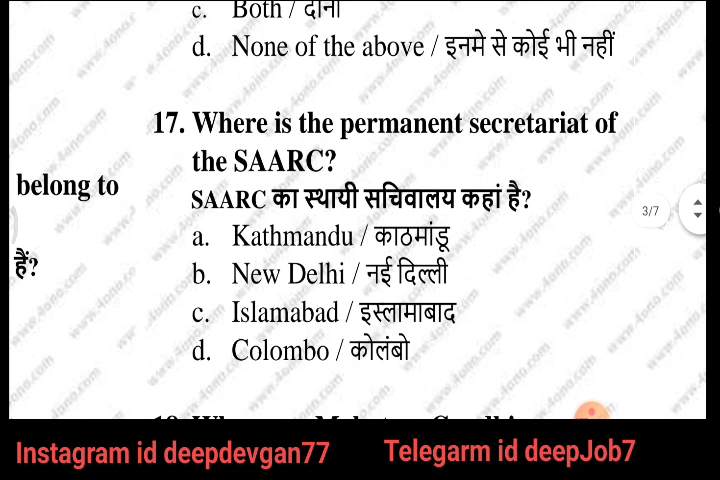 c. Both / दोनों
d. None of the above / इनमे से कोई भी नहीं
17. Where is the permanent secretariat of
the SAARC?
SAARC का स्थायी सचिवालय कहां है?
a. Kathmandu / काठमांडू
b. New Delhi / नई दिल्ली
c. Islamabad / इस्लामाबाद
d. Colombo / कोलंबो
belong to
हैं?
3/7
Instagram id deepdevgan77
Telegarm id deepJob7